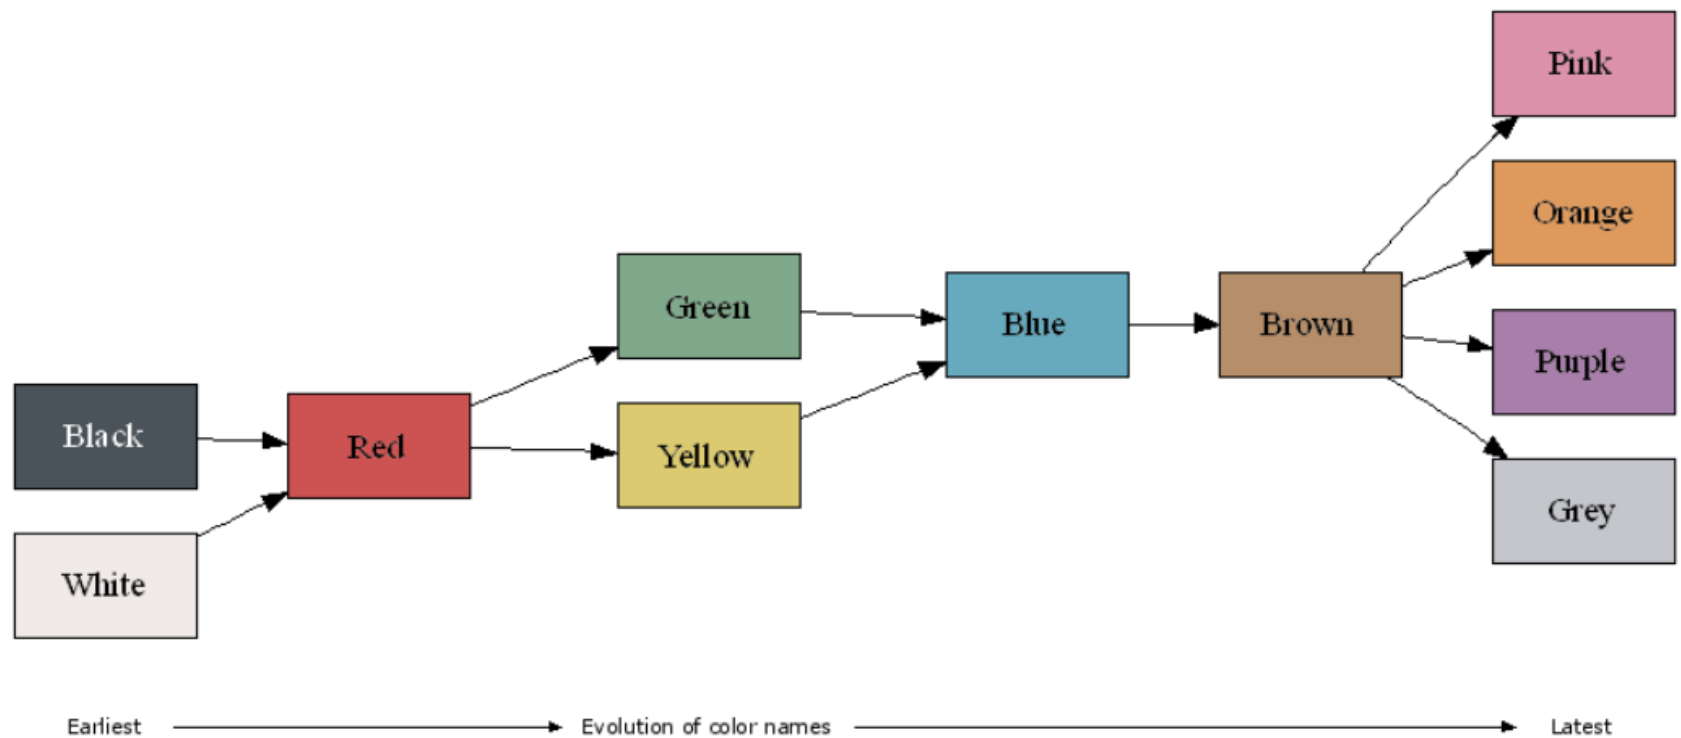 Pink
Orange
Green
Blue
Brown
Purple
Black
Red
Yellow
Grey
White
Earliest
Evolution of color names
Latest